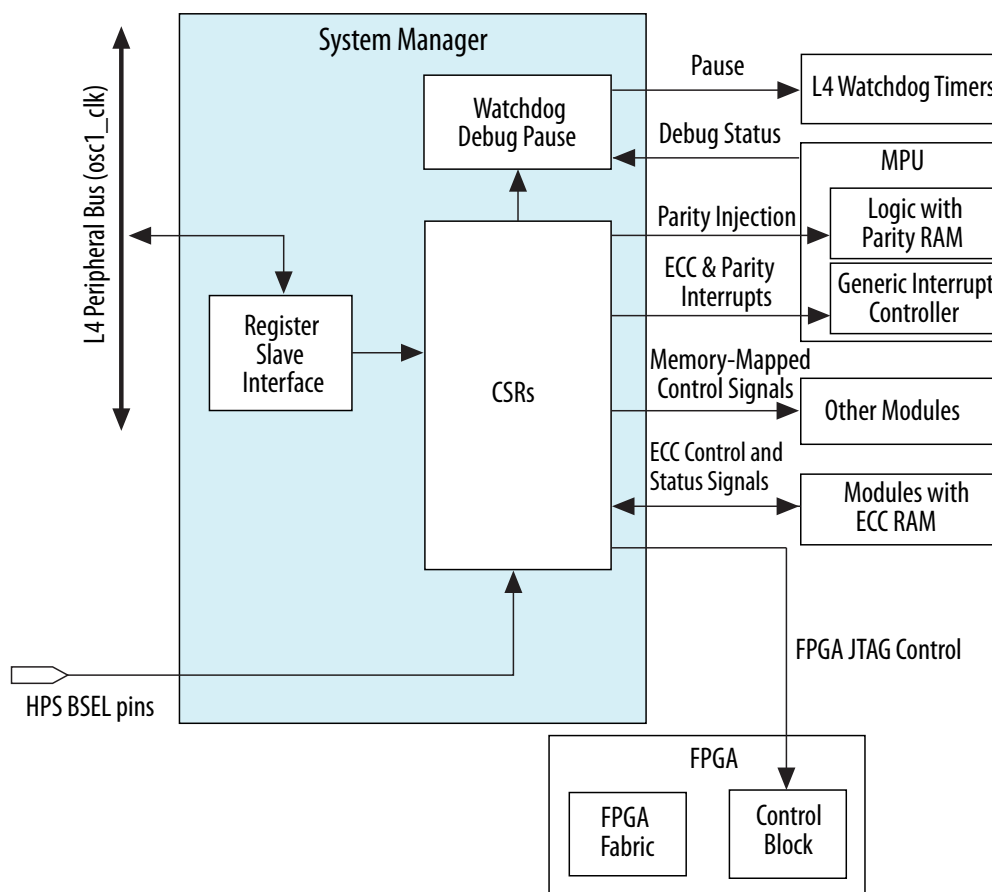 System Manager
L4 Peripheral Bus (osc1_clk)
Watchdog
Debug Pause
Pause
L4 Watchdog Timers
Debug Status
MPU
Parity Injection
Logic with
Parity RAM
ECC & Parity
Interrupts
Generic Interrupt
Controller
Register
Slave
Interface
CSRs
Memory-Mapped
Control Signals
Other Modules
ECC Control and
Status Signals
Modules with
ECC RAM
FPGA JTAG Control
HPS BSEL pins
FPGA
FPGA
Fabric
Control
Block